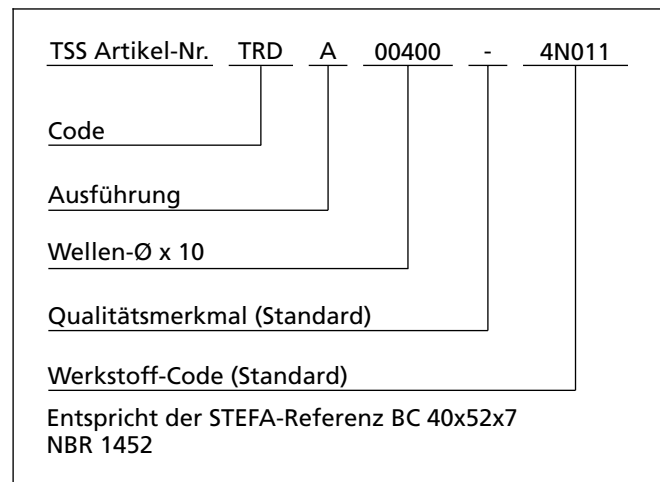 TSS Artikel-Nr. TRD A 00400 - 4N011
Code
Ausführung
Wellen-Ø x 10
Qualitätsmerkmal (Standard)
Werkstoff-Code (Standard)
Entspricht der STEFA-Referenz BC 40x52x7
NBR 1452